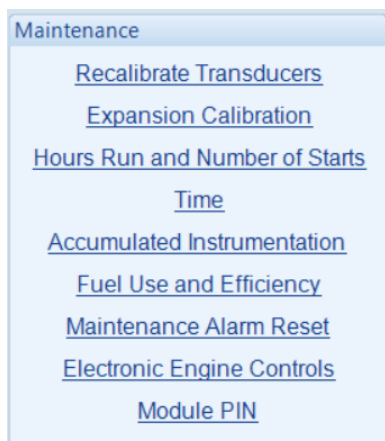 Maintenance
Recalibrate Transducers
Expansion Calibration
Hours Run and Number of Starts
Time
Accumulated Instrumentation
Fuel Use and Efficiency
Maintenance Alarm Reset
Electronic Engine Controls
Module PIN